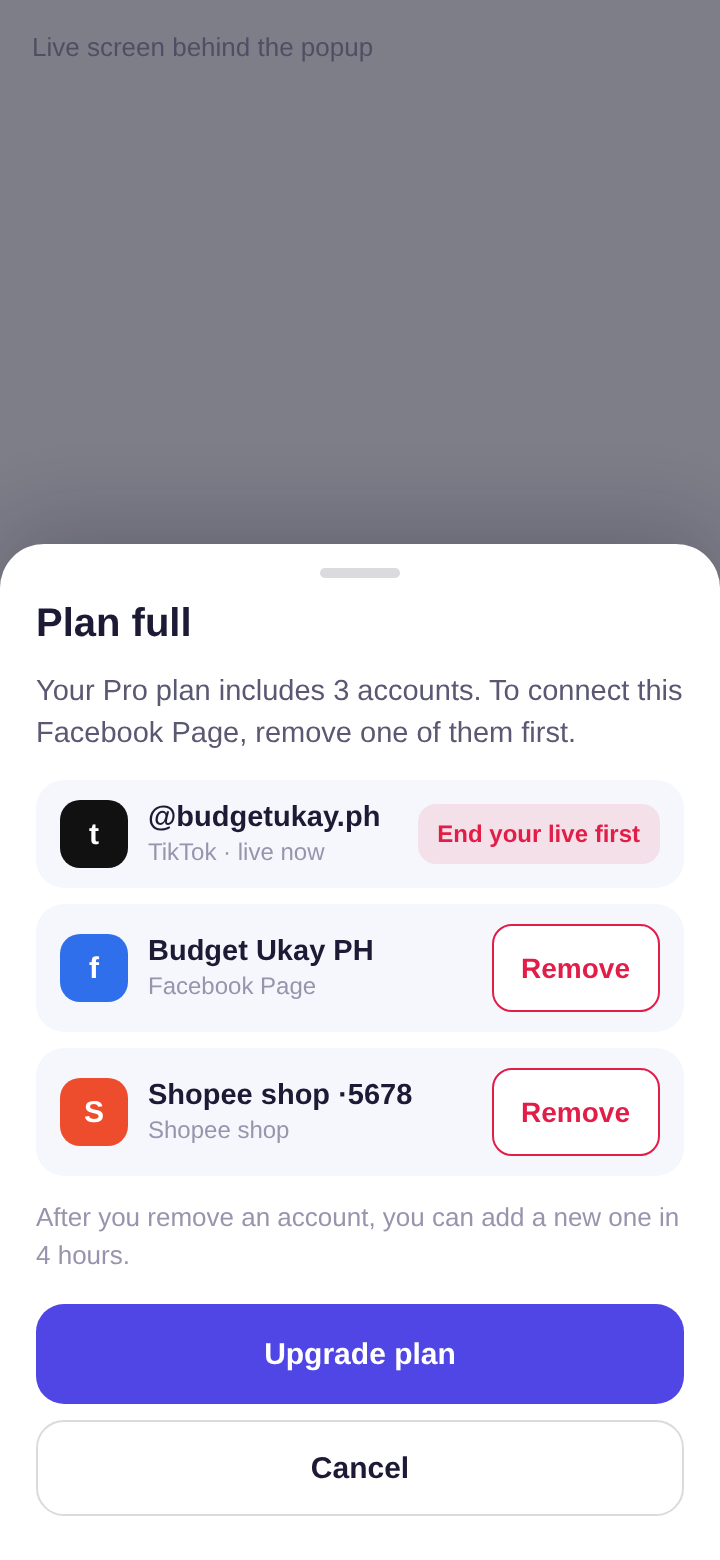 Live screen behind the popup
Plan full
Your Pro plan includes 3 accounts. To connect this
Facebook Page, remove one of them first.
t
@budgetukay.ph
TikTok · live now
End your live first
f
Budget Ukay PH
Facebook Page
Remove
S
Shopee shop ·5678
Shopee shop
Remove
After you remove an account, you can add a new one in
4 hours.
Upgrade plan
Cancel